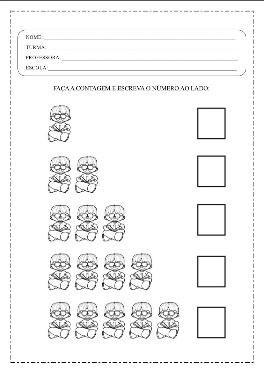 NOME:
TURMA:
PROFESSORA:
ESCOLA:
FAÇA A CONTAGEM E ESCREVA O NÚMERO AO LADO: